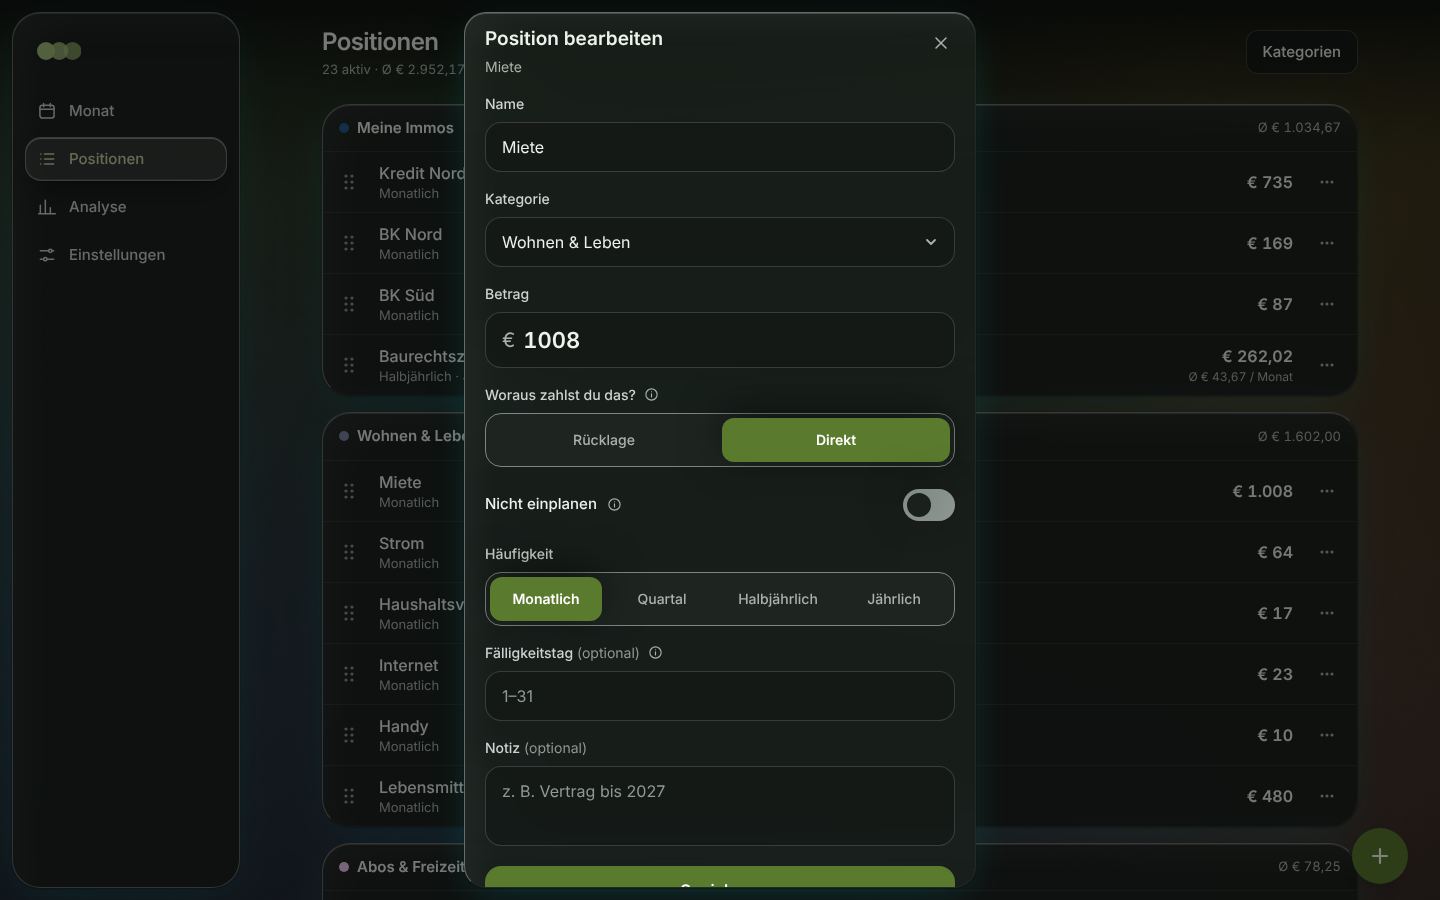 Monat
Positionen
Analyse
Einstellungen
Positionen
23 aktiv · Ø € 2.952,17
Kategorien
Meine Immos
Ø € 1.034,67
Kredit Nord
Monatlich
€ 735
BK Nord
Monatlich
€ 169
BK Süd
Monatlich
€ 87
Baurechtsz
Halbjährlich ·
€ 262,02
Ø € 43,67 / Monat
Wohnen & Lebe
Ø € 1.602,00
Miete
Monatlich
€ 1.008
Strom
Monatlich
€ 64
Haushaltsv
Monatlich
€ 17
Internet
Monatlich
€ 23
Handy
Monatlich
€ 10
Lebensmitt
Monatlich
€ 480
Abos & Freizeit
Ø € 78,25
Position bearbeiten
Miete
Name
Miete
Kategorie
Wohnen & Leben
Betrag
€ 1008
Woraus zahlst du das?
Rücklage
Direkt
Nicht einplanen
Häufigkeit
Monatlich
Quartal
Halbjährlich
Jährlich
Fälligkeitstag (optional)
1–31
Notiz (optional)
z. B. Vertrag bis 2027